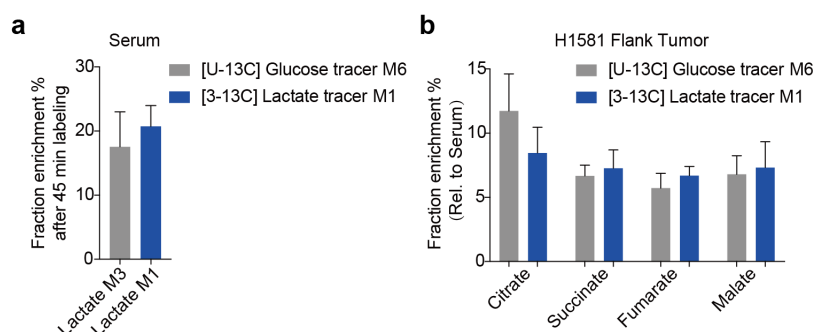 a
Serum
Fraction enrichment %
after 45 min labeling
30
20
10
0
Lactate M3
Lactate M1
[U-13C] Glucose tracer M6
[3-13C] Lactate tracer M1
b
H1581 Flank Tumor
Fraction enrichment %
(Rel. to Serum)
15
10
5
0
Citrate
Succinate
Fumarate
Malate
[U-13C] Glucose tracer M6
[3-13C] Lactate tracer M1